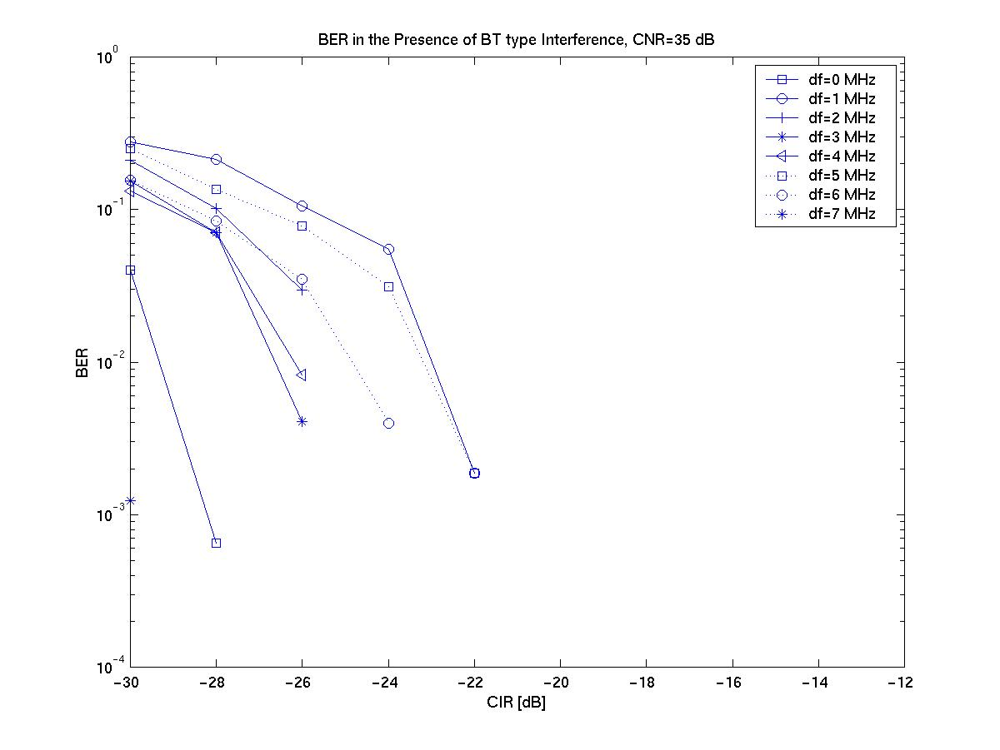 BER in the Presence of BT type Interference, CNR=35 dB
10^0
10^-1
10^-2
10^-3
10^-4
BER
df=0 MHz
df=1 MHz
df=2 MHz
df=3 MHz
df=4 MHz
df=5 MHz
df=6 MHz
df=7 MHz
-30 -28 -26 -24 -22 -20 -18 -16 -14 -12
CIR [dB]